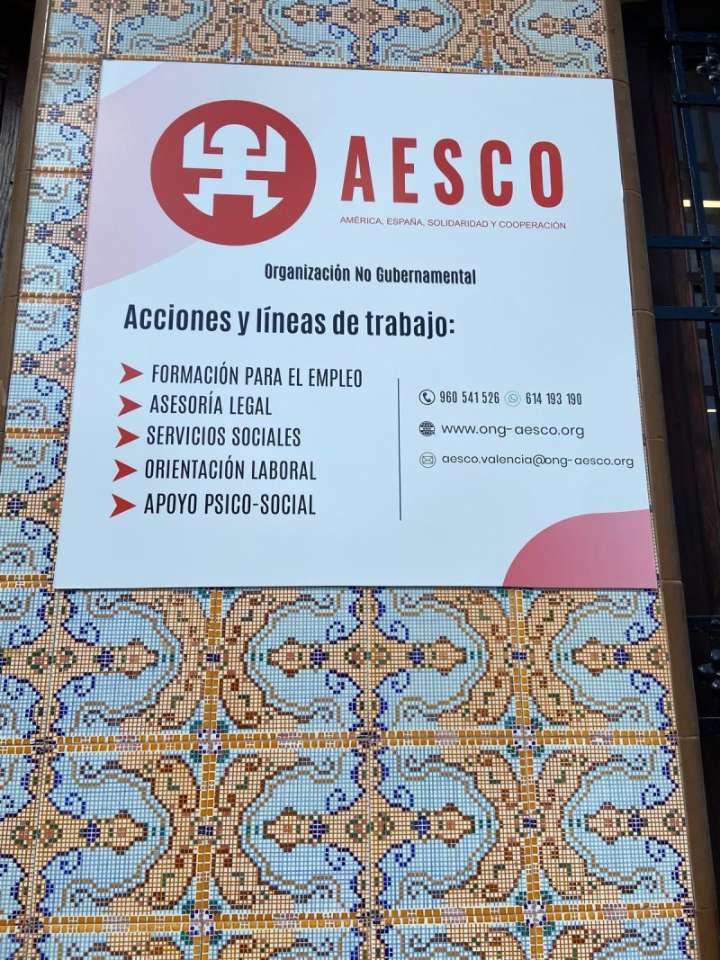 AESCO
AMÉRICA, ESPAÑA, SOLIDARIDAD Y COOPERACIÓN
Organización No Gubernamental
Acciones y líneas de trabajo:
FORMACIÓN PARA EL EMPLEO
ASESORÍA LEGAL
SERVICIOS SOCIALES
ORIENTACIÓN LABORAL
APOYO PSICO-SOCIAL
960 541 526 614 193 190
www.ong-aesco.org
aesco.valencia@ong-aesco.org